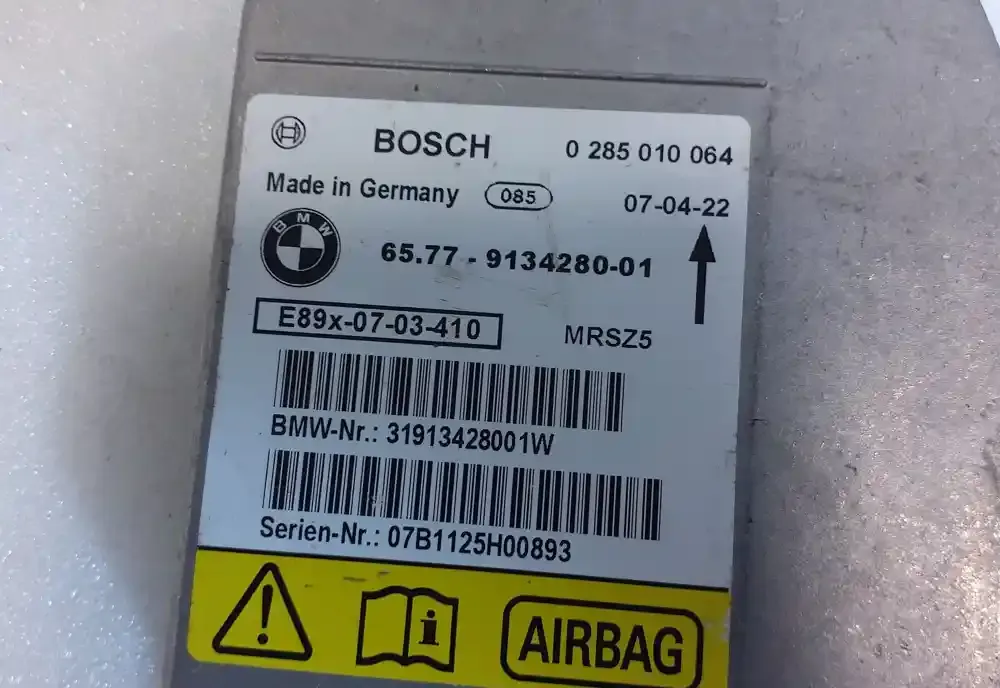 BOSCH 0 285 010 064
Made in Germany 085 07-04-22
BMW
65.77 - 9134280-01
E89x-07-03-410 MRSZ5
BMW-Nr.: 31913428001W
Serien-Nr.: 07B1125H00893
! i AIRBAG